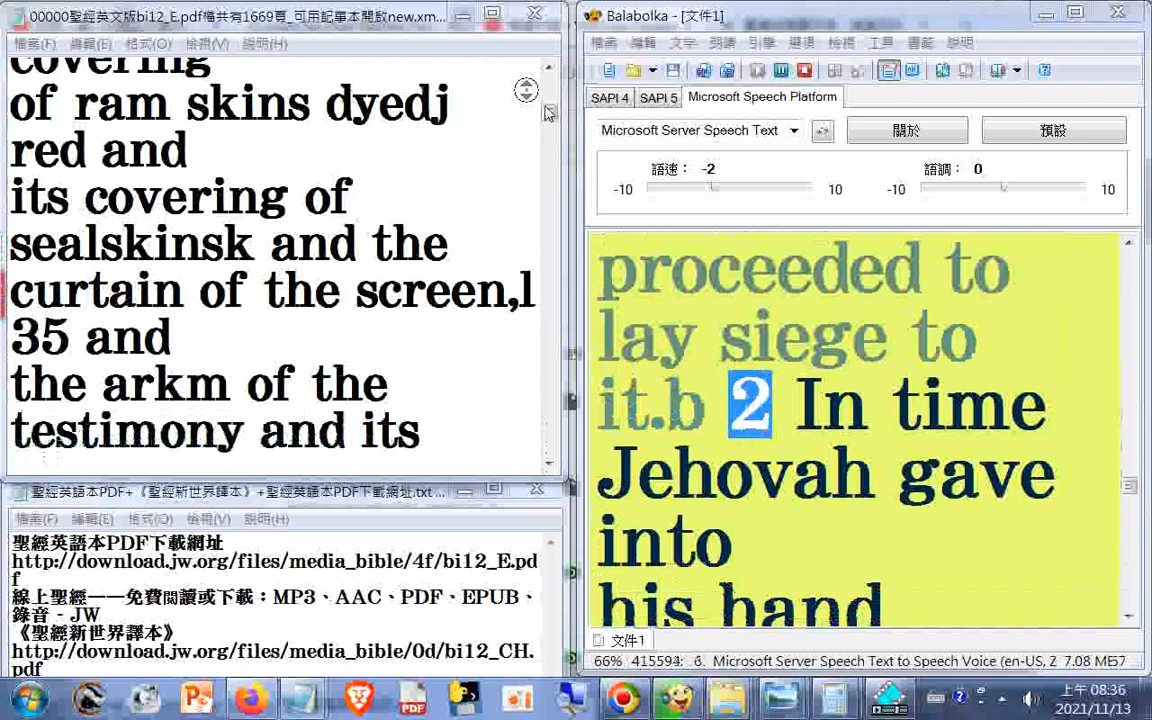 00000聖經英文版bi12_E.pdf檔共有1669頁_可用記事本開啟new.xm...
檔案(F) 編輯(E) 格式(O) 檢視(V) 說明(H)
covering
of ram skins dyedj
red and
its covering of
sealskinsk and the
curtain of the screen,l
35 and
the arkm of the
testimony and its
聖經英語本PDF+《聖經新世界譯本》+聖經英語本PDF下載網址.txt ...
檔案(F) 編輯(E) 格式(O) 檢視(V) 說明(H)
聖經英語本PDF下載網址
http://download.jw.org/files/media_bible/4f/bi12_E.pd
f
線上聖經——免費閱讀或下載：MP3、AAC、PDF、EPUB、
錄音 - JW
《聖經新世界譯本》
http://download.jw.org/files/media_bible/0d/bi12_CH.
pdf
Balabolka - [文件1]
檔案 編輯 文字 朗讀 引擎 選項 檢視 工具 書籤 說明
SAPI 4 SAPI 5 Microsoft Speech Platform
Microsoft Server Speech Text 關於 預設
語速： -2 語調： 0
-10 10 -10 10
proceeded to
lay siege to
it.b 2 In time
Jehovah gave
into
his hand
文件1
66% 415594: 6. Microsoft Server Speech Text to Speech Voice (en-US, Z 7.08 МБ57
上午 08:36
2021/11/13